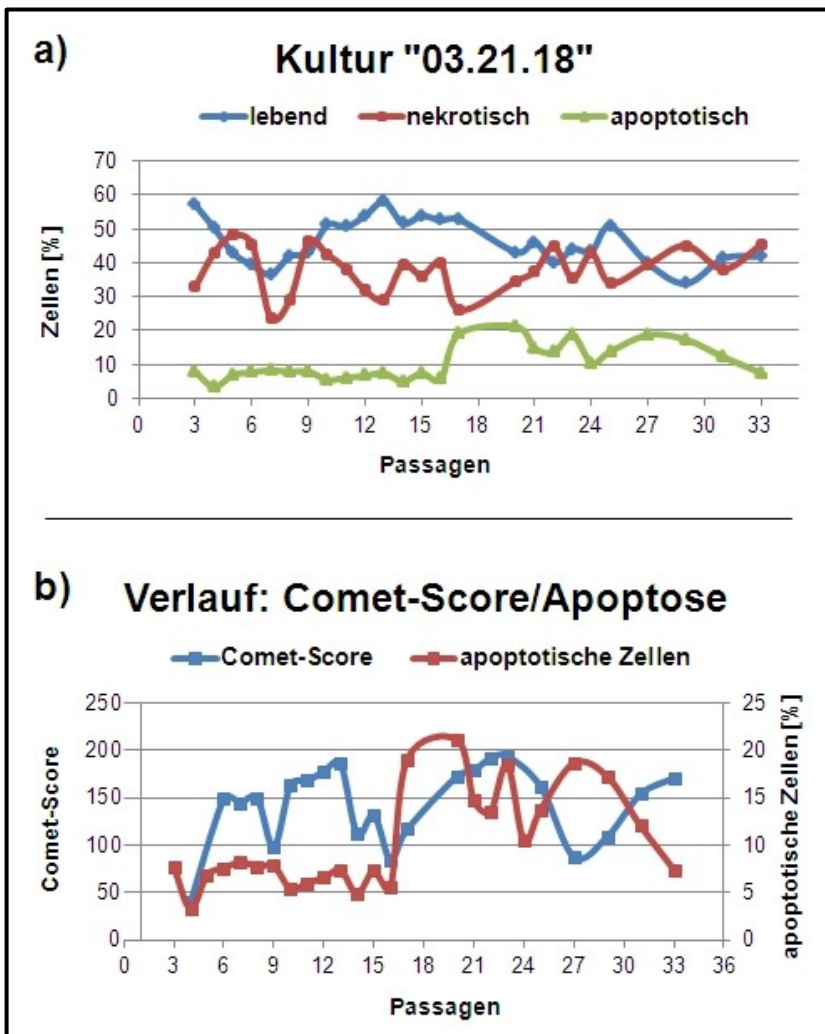 a)
Kultur "03.21.18"
lebend nekrotisch apoptotisch
Zellen [%]
70
60
50
40
30
20
10
0
0 3 6 9 12 15 18 21 24 27 30 33
Passagen
b)
Verlauf: Comet-Score/Apoptose
Comet-Score apoptotische Zellen
Comet-Score
250
200
150
100
50
0
25
20
15
10
5
0
apoptotische Zellen [%]
0 3 6 9 12 15 18 21 24 27 30 33 36
Passagen